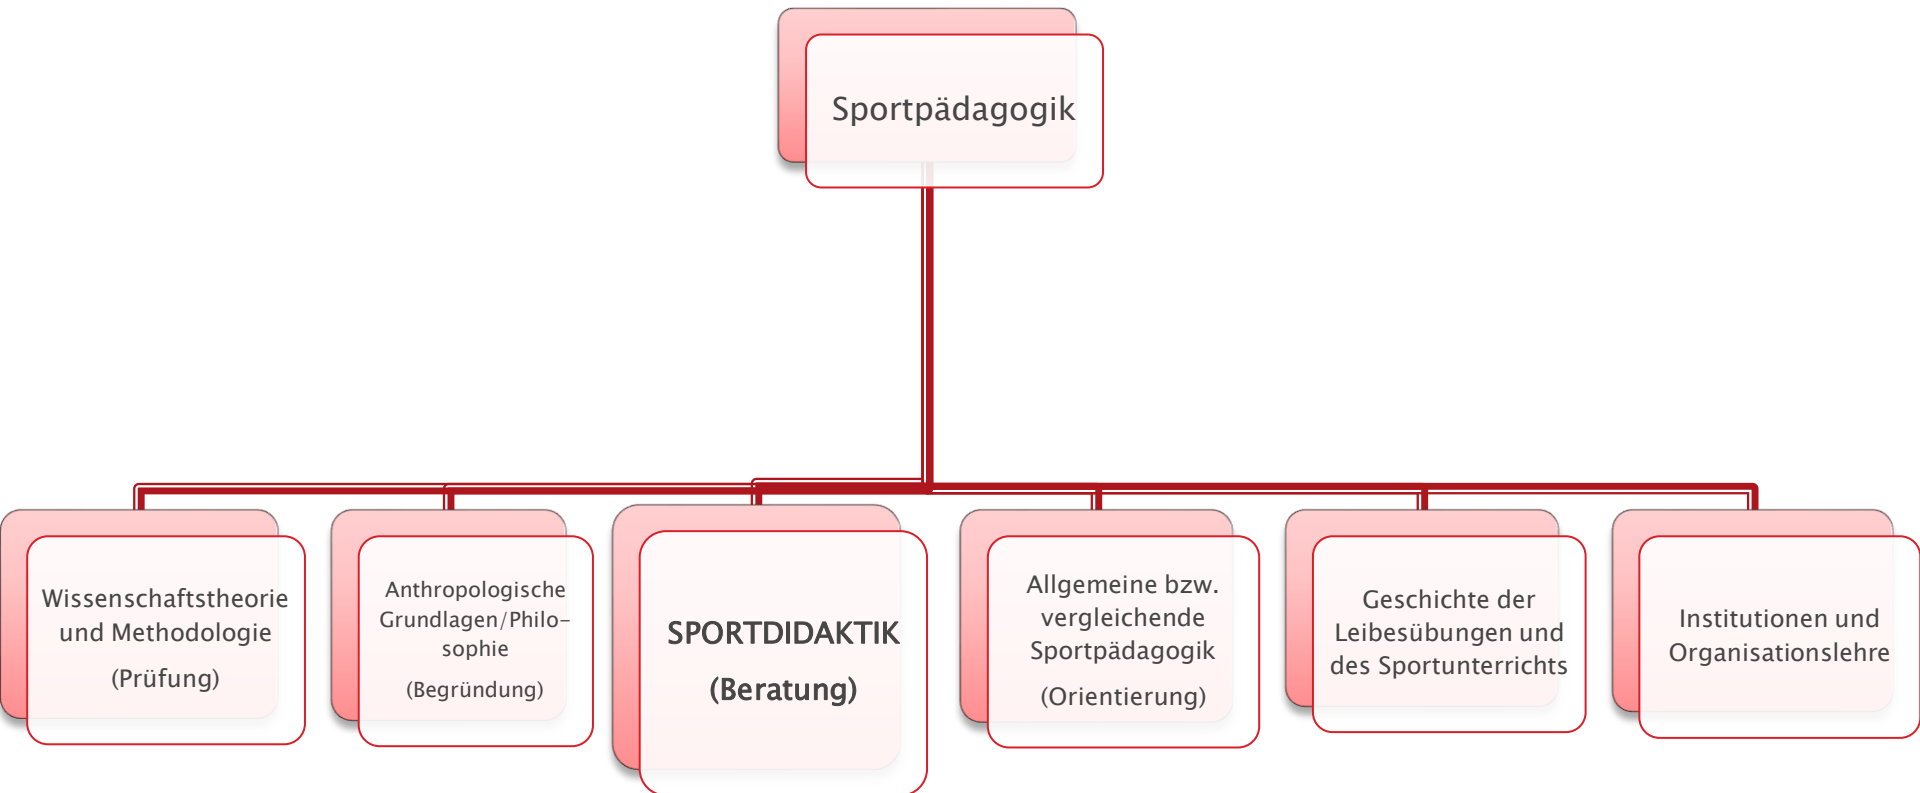 Sportpädagogik
Wissenschaftstheorie
und Methodologie
(Prüfung)
Anthropologische
Grundlagen/Philo-
sophie
(Begründung)
SPORTDIDAKTIK
(Beratung)
Allgemeine bzw.
vergleichende
Sportpädagogik
(Orientierung)
Geschichte der
Leibesübungen und
des Sportunterrichts
Institutionen und
Organisationslehre